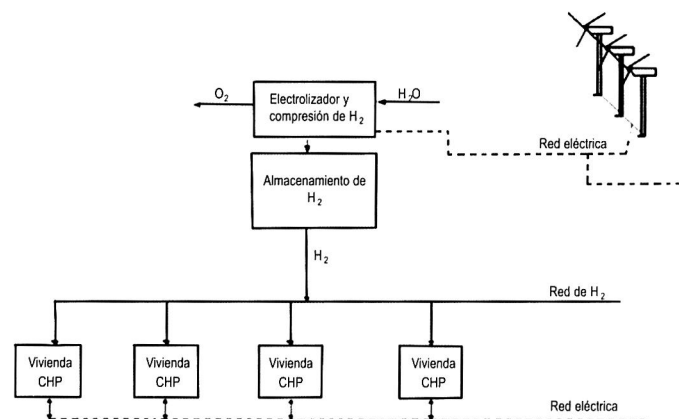 O₂
Electrolizador y
compresión de H₂
H₂O
Red eléctrica
Almacenamiento de
H₂
H₂
Red de H₂
Vivienda
CHP
Vivienda
CHP
Vivienda
CHP
Vivienda
CHP
Red eléctrica